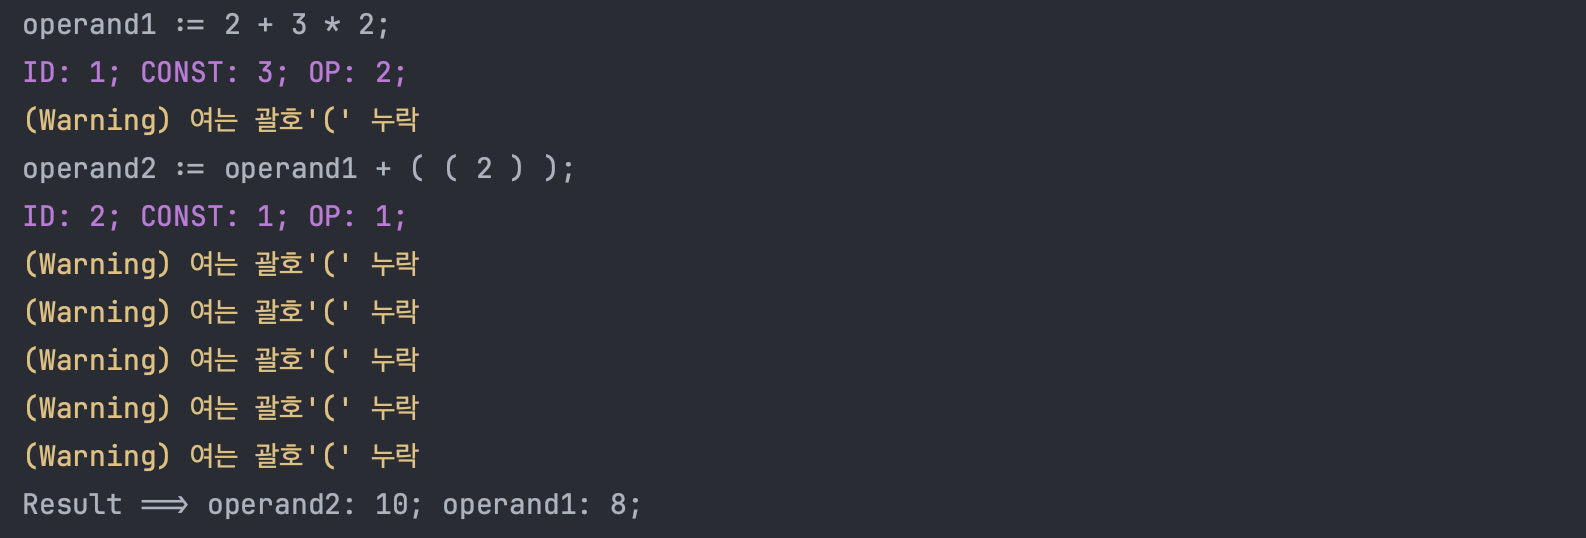 operand1 := 2 + 3 * 2;
ID: 1; CONST: 3; OP: 2;
(Warning) 여는 괄호'(' 누락
operand2 := operand1 + ( ( 2 ) );
ID: 2; CONST: 1; OP: 1;
(Warning) 여는 괄호'(' 누락
(Warning) 여는 괄호'(' 누락
(Warning) 여는 괄호'(' 누락
(Warning) 여는 괄호'(' 누락
(Warning) 여는 괄호'(' 누락
Result ==> operand2: 10; operand1: 8;